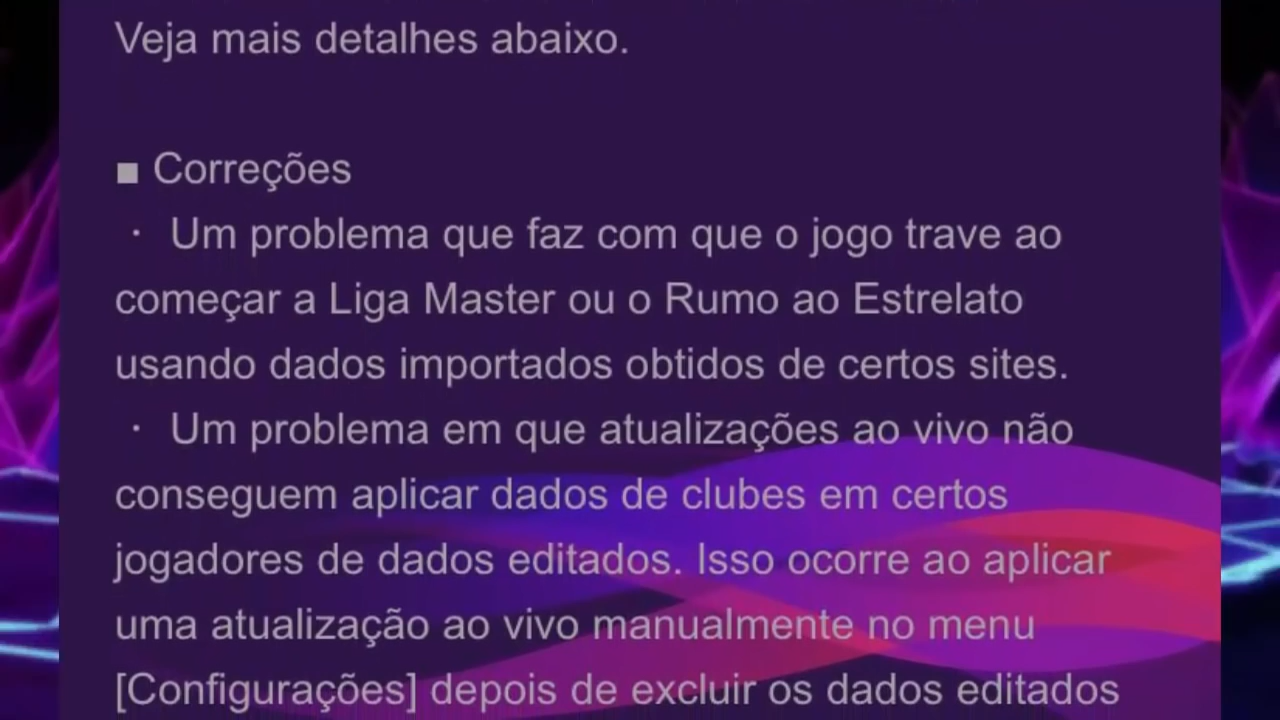 Veja mais detalhes abaixo.
■ Correções
・ Um problema que faz com que o jogo trave ao
começar a Liga Master ou o Rumo ao Estrelato
usando dados importados obtidos de certos sites.
・ Um problema em que atualizações ao vivo não
conseguem aplicar dados de clubes em certos
jogadores de dados editados. Isso ocorre ao aplicar
uma atualização ao vivo manualmente no menu
[Configurações] depois de excluir os dados editados